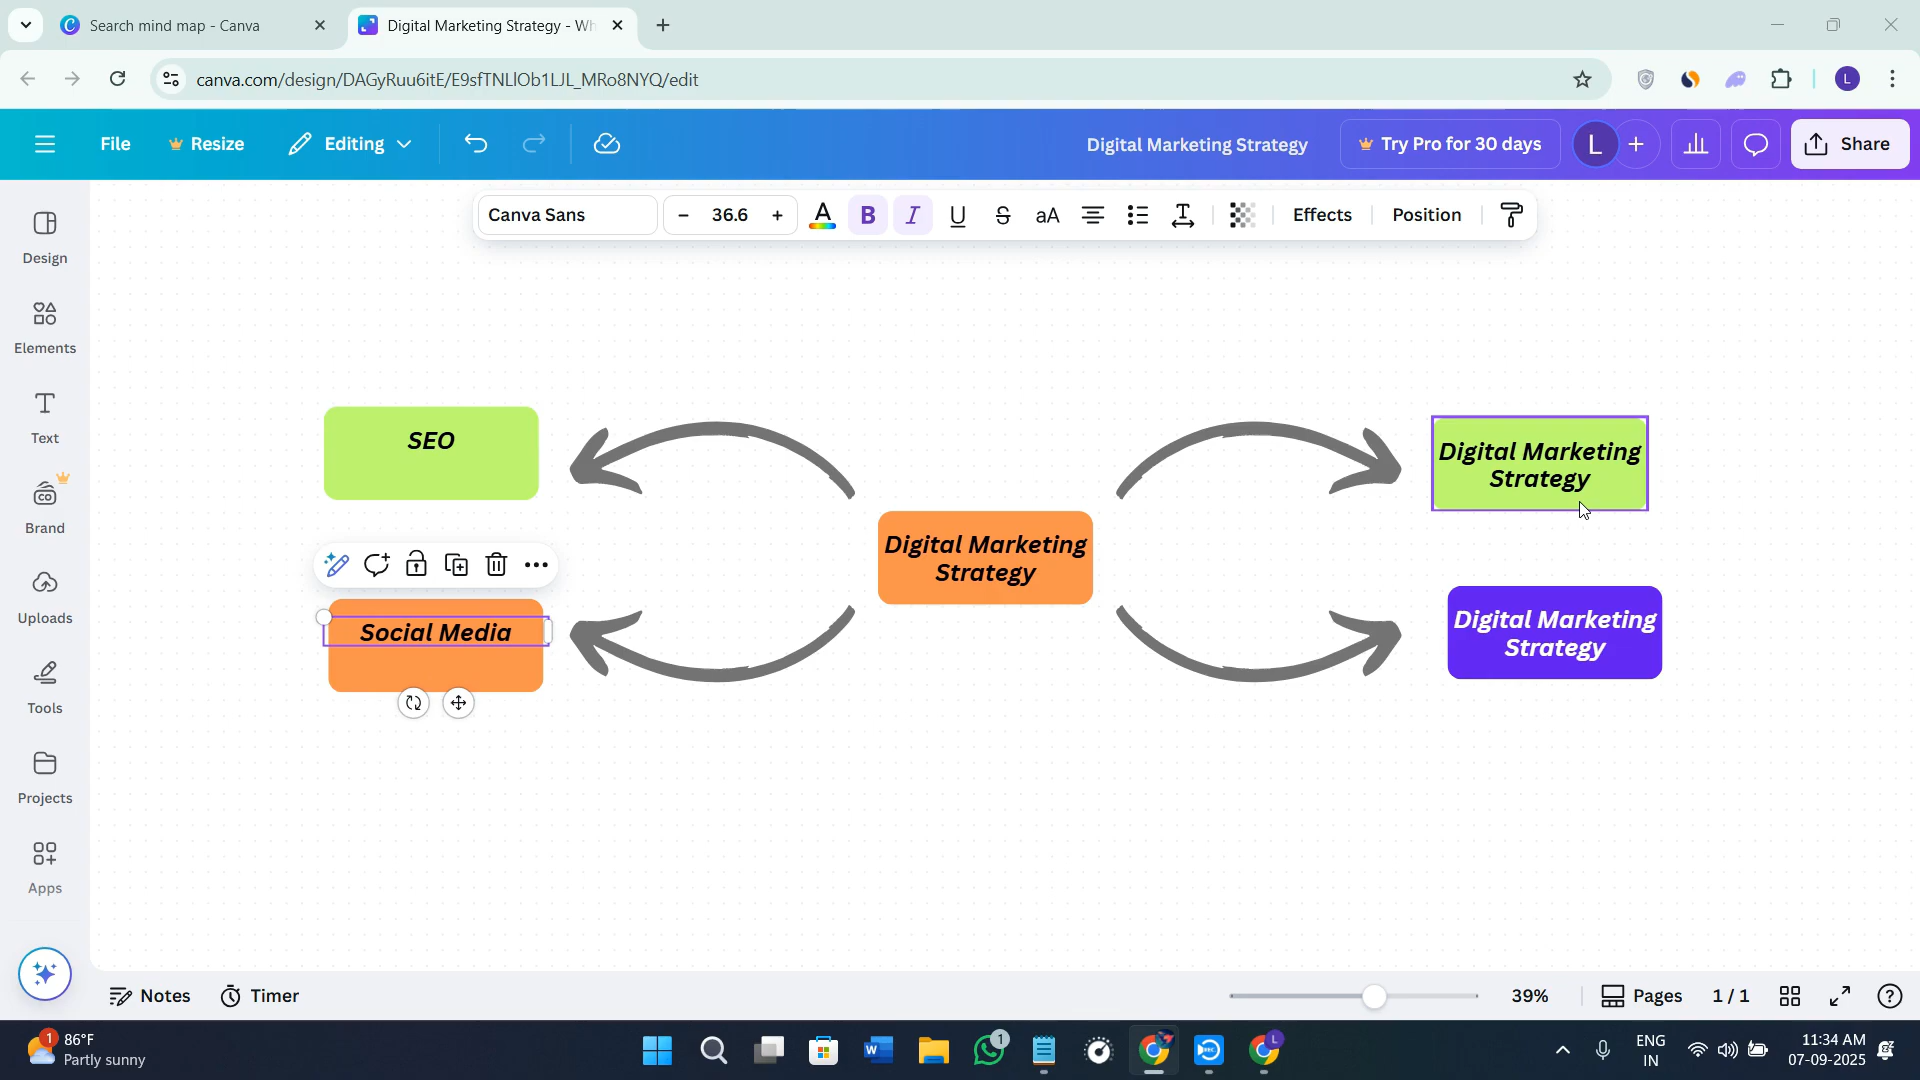 Search mind map - Canva
Digital Marketing Strategy - Wh
canva.com/design/DAGyRuu6itE/E9sfTNLlOb1LJL_MRo8NYQ/edit
L
File
Resize
Editing
Digital Marketing Strategy
Try Pro for 30 days
L
Share
Canva Sans
36.6
A
B
I
U
S
aA
T
Effects
Position
Design
Elements
Text
Brand
Uploads
Tools
Projects
Apps
SEO
Digital Marketing
Strategy
Digital Marketing
Strategy
Social Media
Digital Marketing
Strategy
Notes
Timer
39%
Pages
1 / 1
1
86°F
Partly sunny
1
L
ENG
IN
11:34 AM
07-09-2025